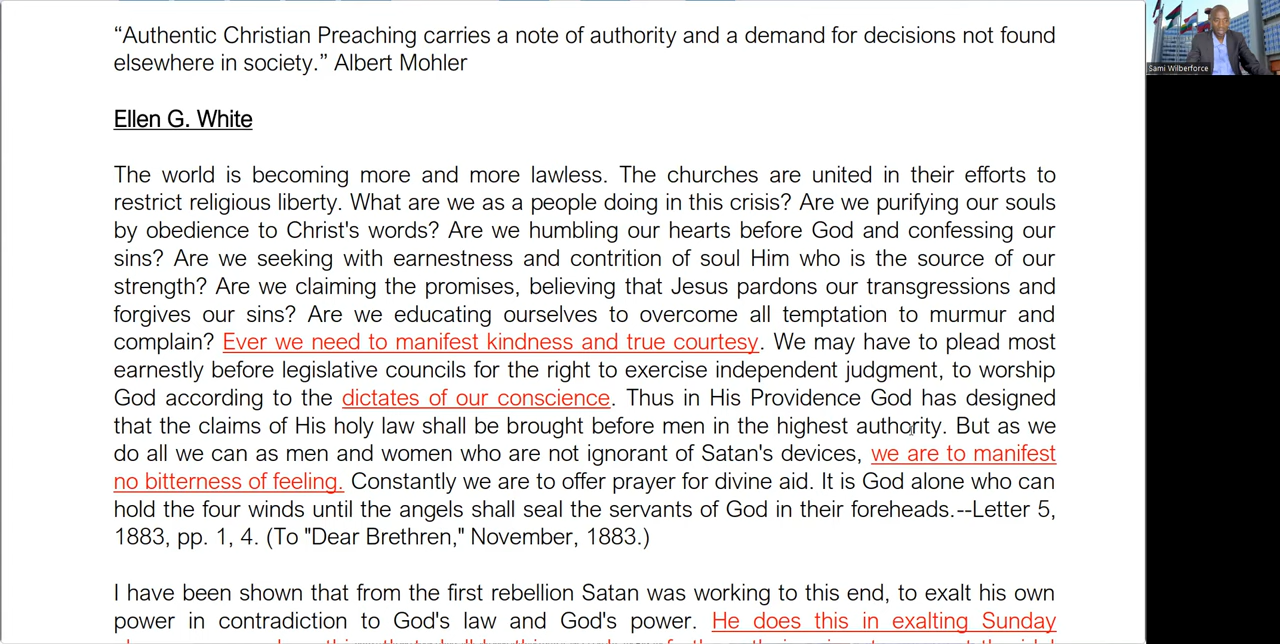 “Authentic Christian Preaching carries a note of authority and a demand for decisions not found
elsewhere in society.” Albert Mohler
Sami Wilberforce
Ellen G. White
The world is becoming more and more lawless. The churches are united in their efforts to
restrict religious liberty. What are we as a people doing in this crisis? Are we purifying our souls
by obedience to Christ's words? Are we humbling our hearts before God and confessing our
sins? Are we seeking with earnestness and contrition of soul Him who is the source of our
strength? Are we claiming the promises, believing that Jesus pardons our transgressions and
forgives our sins? Are we educating ourselves to overcome all temptation to murmur and
complain? Ever we need to manifest kindness and true courtesy. We may have to plead most
earnestly before legislative councils for the right to exercise independent judgment, to worship
God according to the dictates of our conscience. Thus in His Providence God has designed
that the claims of His holy law shall be brought before men in the highest authority. But as we
do all we can as men and women who are not ignorant of Satan's devices, we are to manifest
no bitterness of feeling. Constantly we are to offer prayer for divine aid. It is God alone who can
hold the four winds until the angels shall seal the servants of God in their foreheads.--Letter 5,
1883, pp. 1, 4. (To "Dear Brethren," November, 1883.)
I have been shown that from the first rebellion Satan was working to this end, to exalt his own
power in contradiction to God's law and God's power. He does this in exalting Sunday